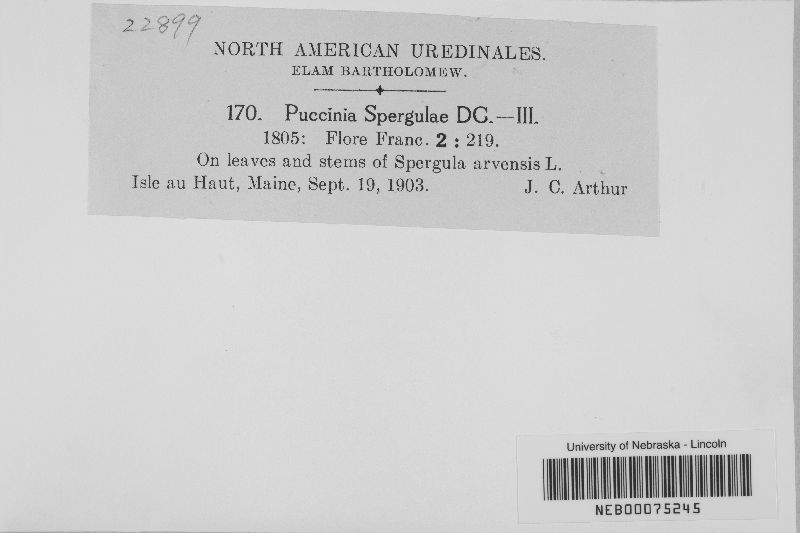 22899
NORTH AMERICAN UREDINALES.
ELAM BARTHOLOMEW.
170. Puccinia Spergulae DC.—III.
1805: Flore Franc. 2 : 219.
On leaves and stems of Spergula arvensis L.
Isle au Haut, Maine, Sept. 19, 1903. J. C. Arthur
University of Nebraska - Lincoln
NEB00075245